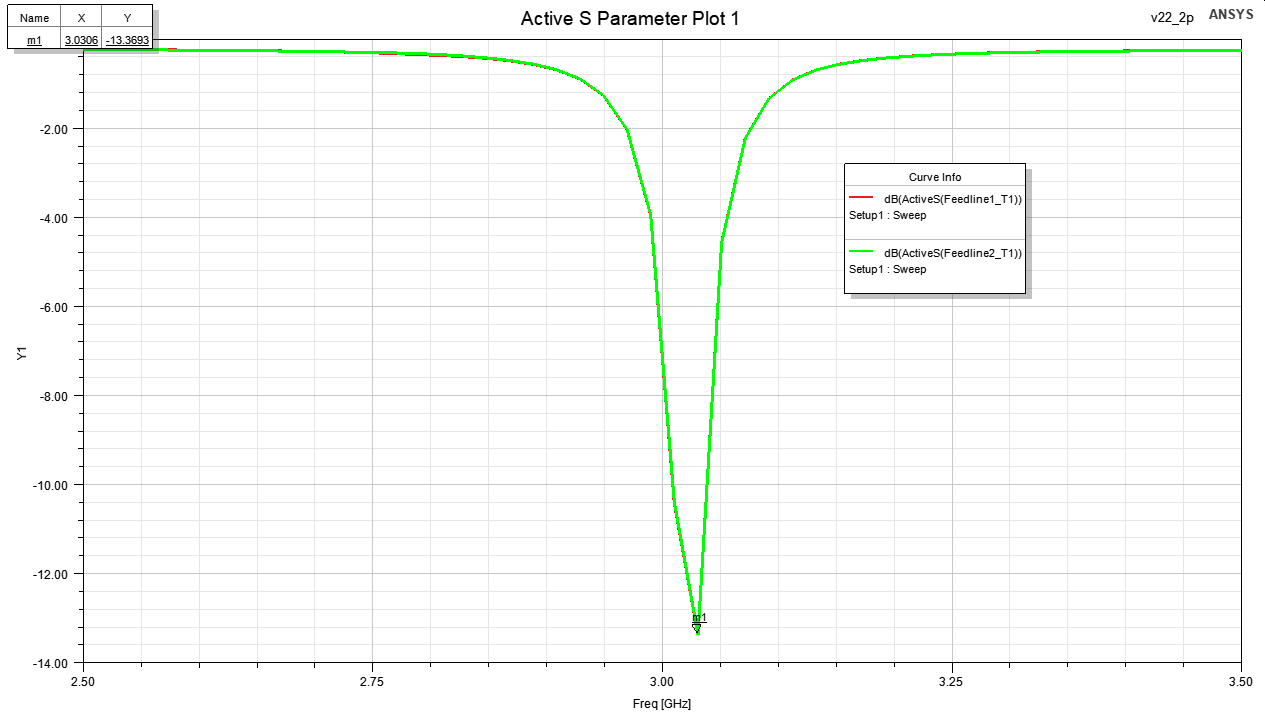 Name X Y
m1 3.0306 -13.3693
Active S Parameter Plot 1
v22_2p ANSYS
-2.00
-4.00
-6.00
-8.00
-10.00
-12.00
-14.00
Y1
Curve Info
dB(ActiveS(Feedline1_T1))
Setup1 : Sweep
dB(ActiveS(Feedline2_T1))
Setup1 : Sweep
m1
2.50 2.75 3.00 3.25 3.50
Freq [GHz]